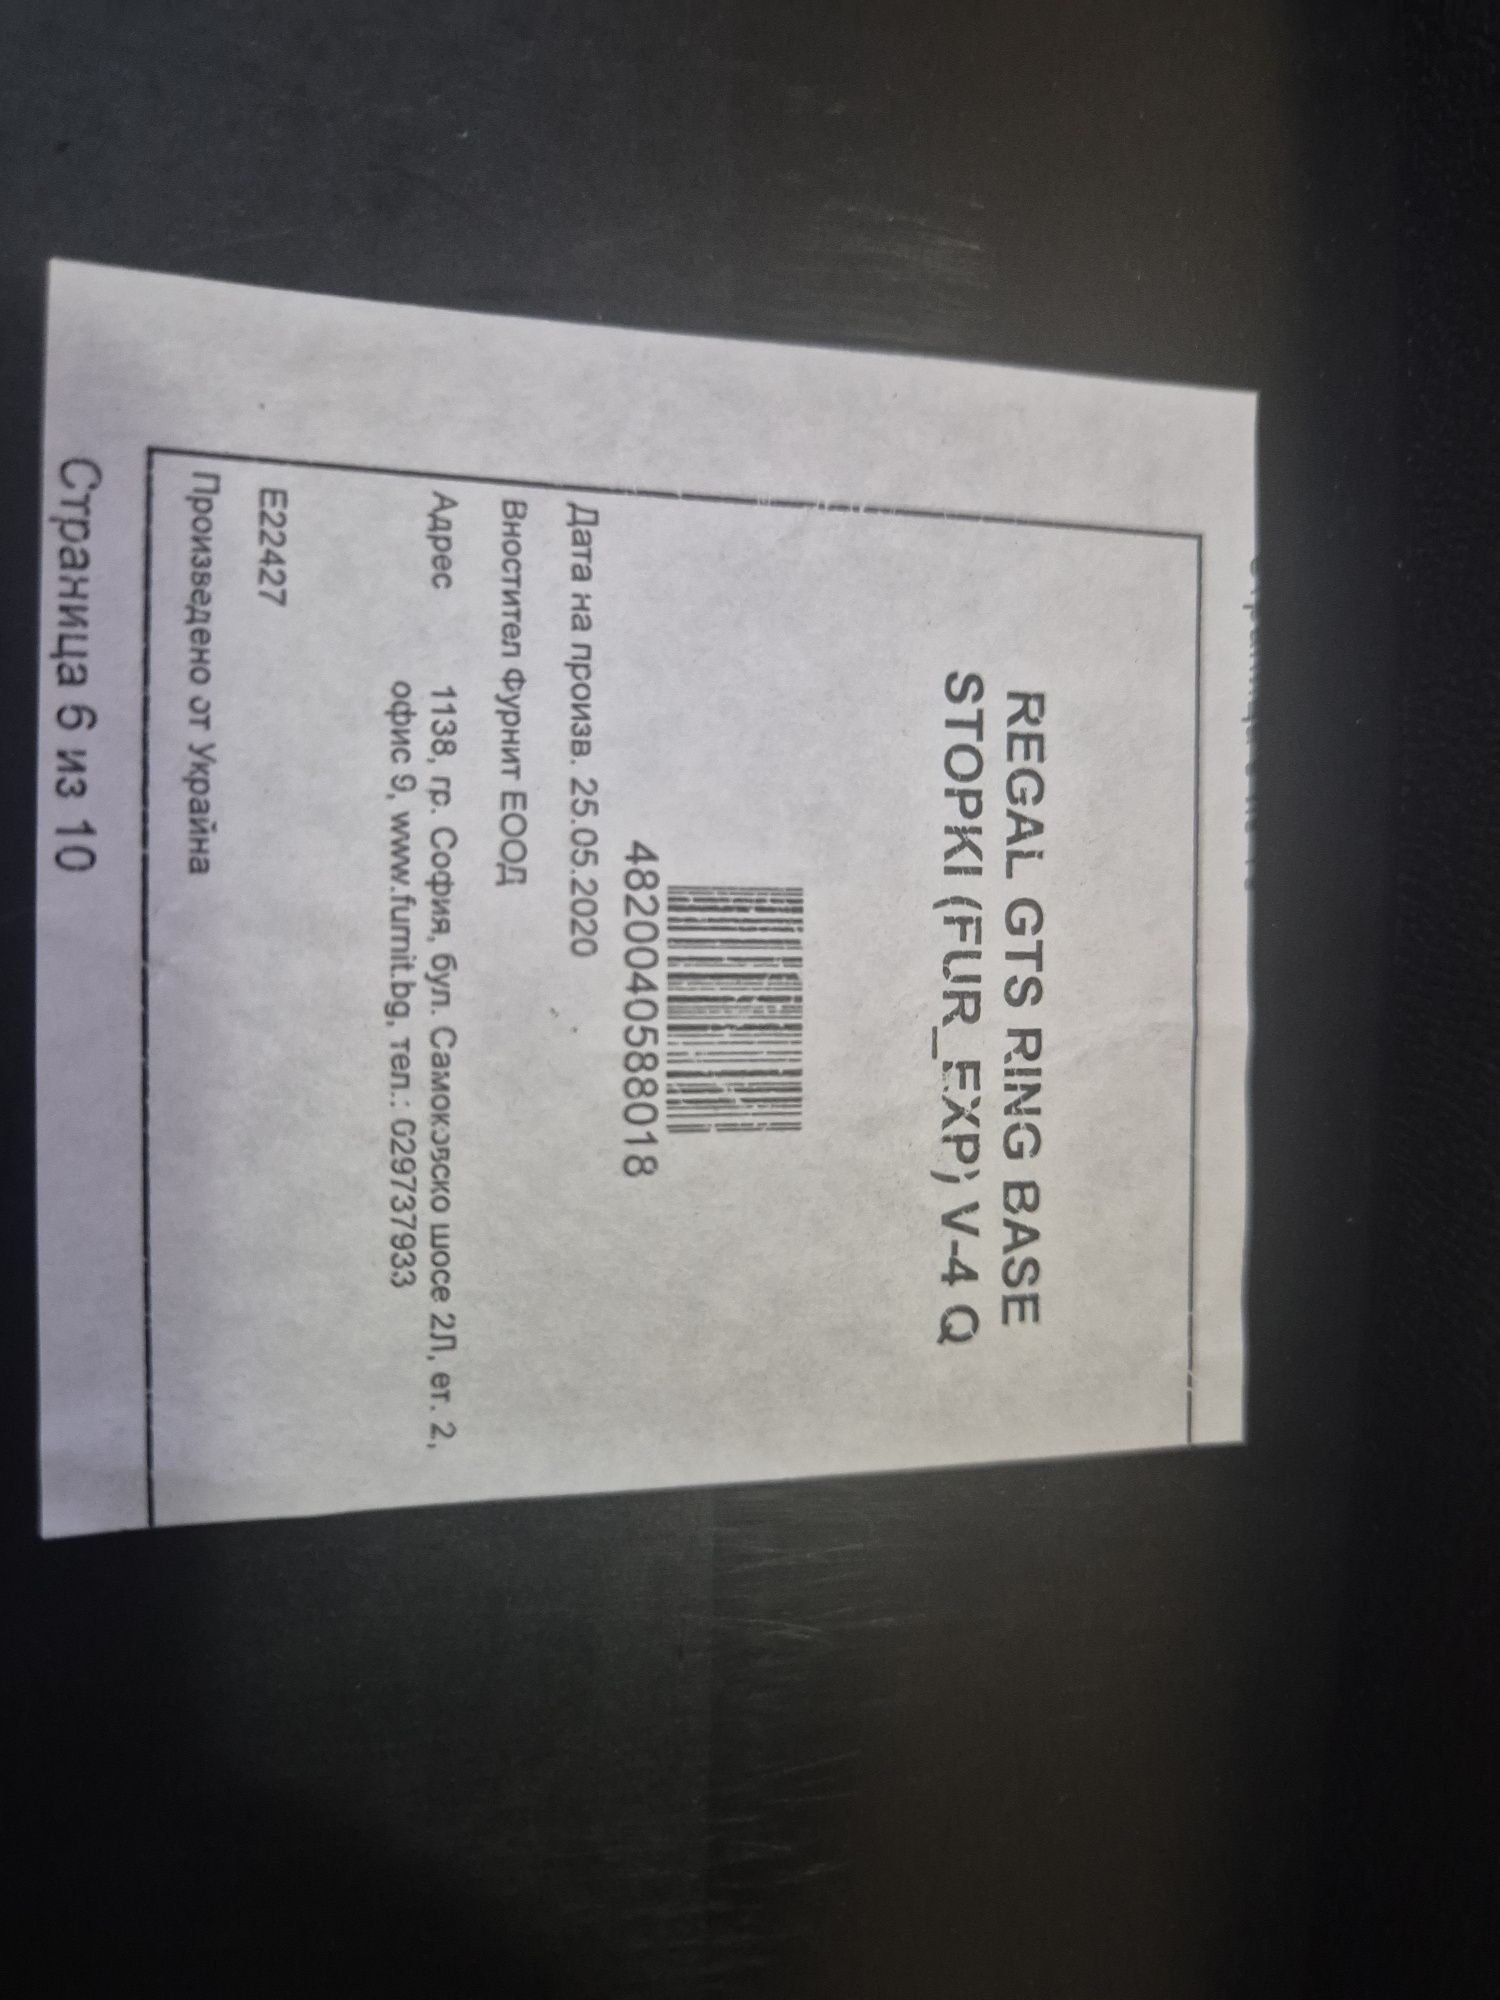 REGAL GTS RING BASE
STOPKI (FUR_EXP) V-4 Q
4820040588018
Дата на произв. 25.05.2020
Вностител Фурнит ЕООД
Адрес 1138, гр. София, бул. Самоковско шосе 2Л, ет. 2,
офис 9, www.furnit.bg, тел.: 029737933
E22427
Произведено от Украйна
Страница 6 из 10